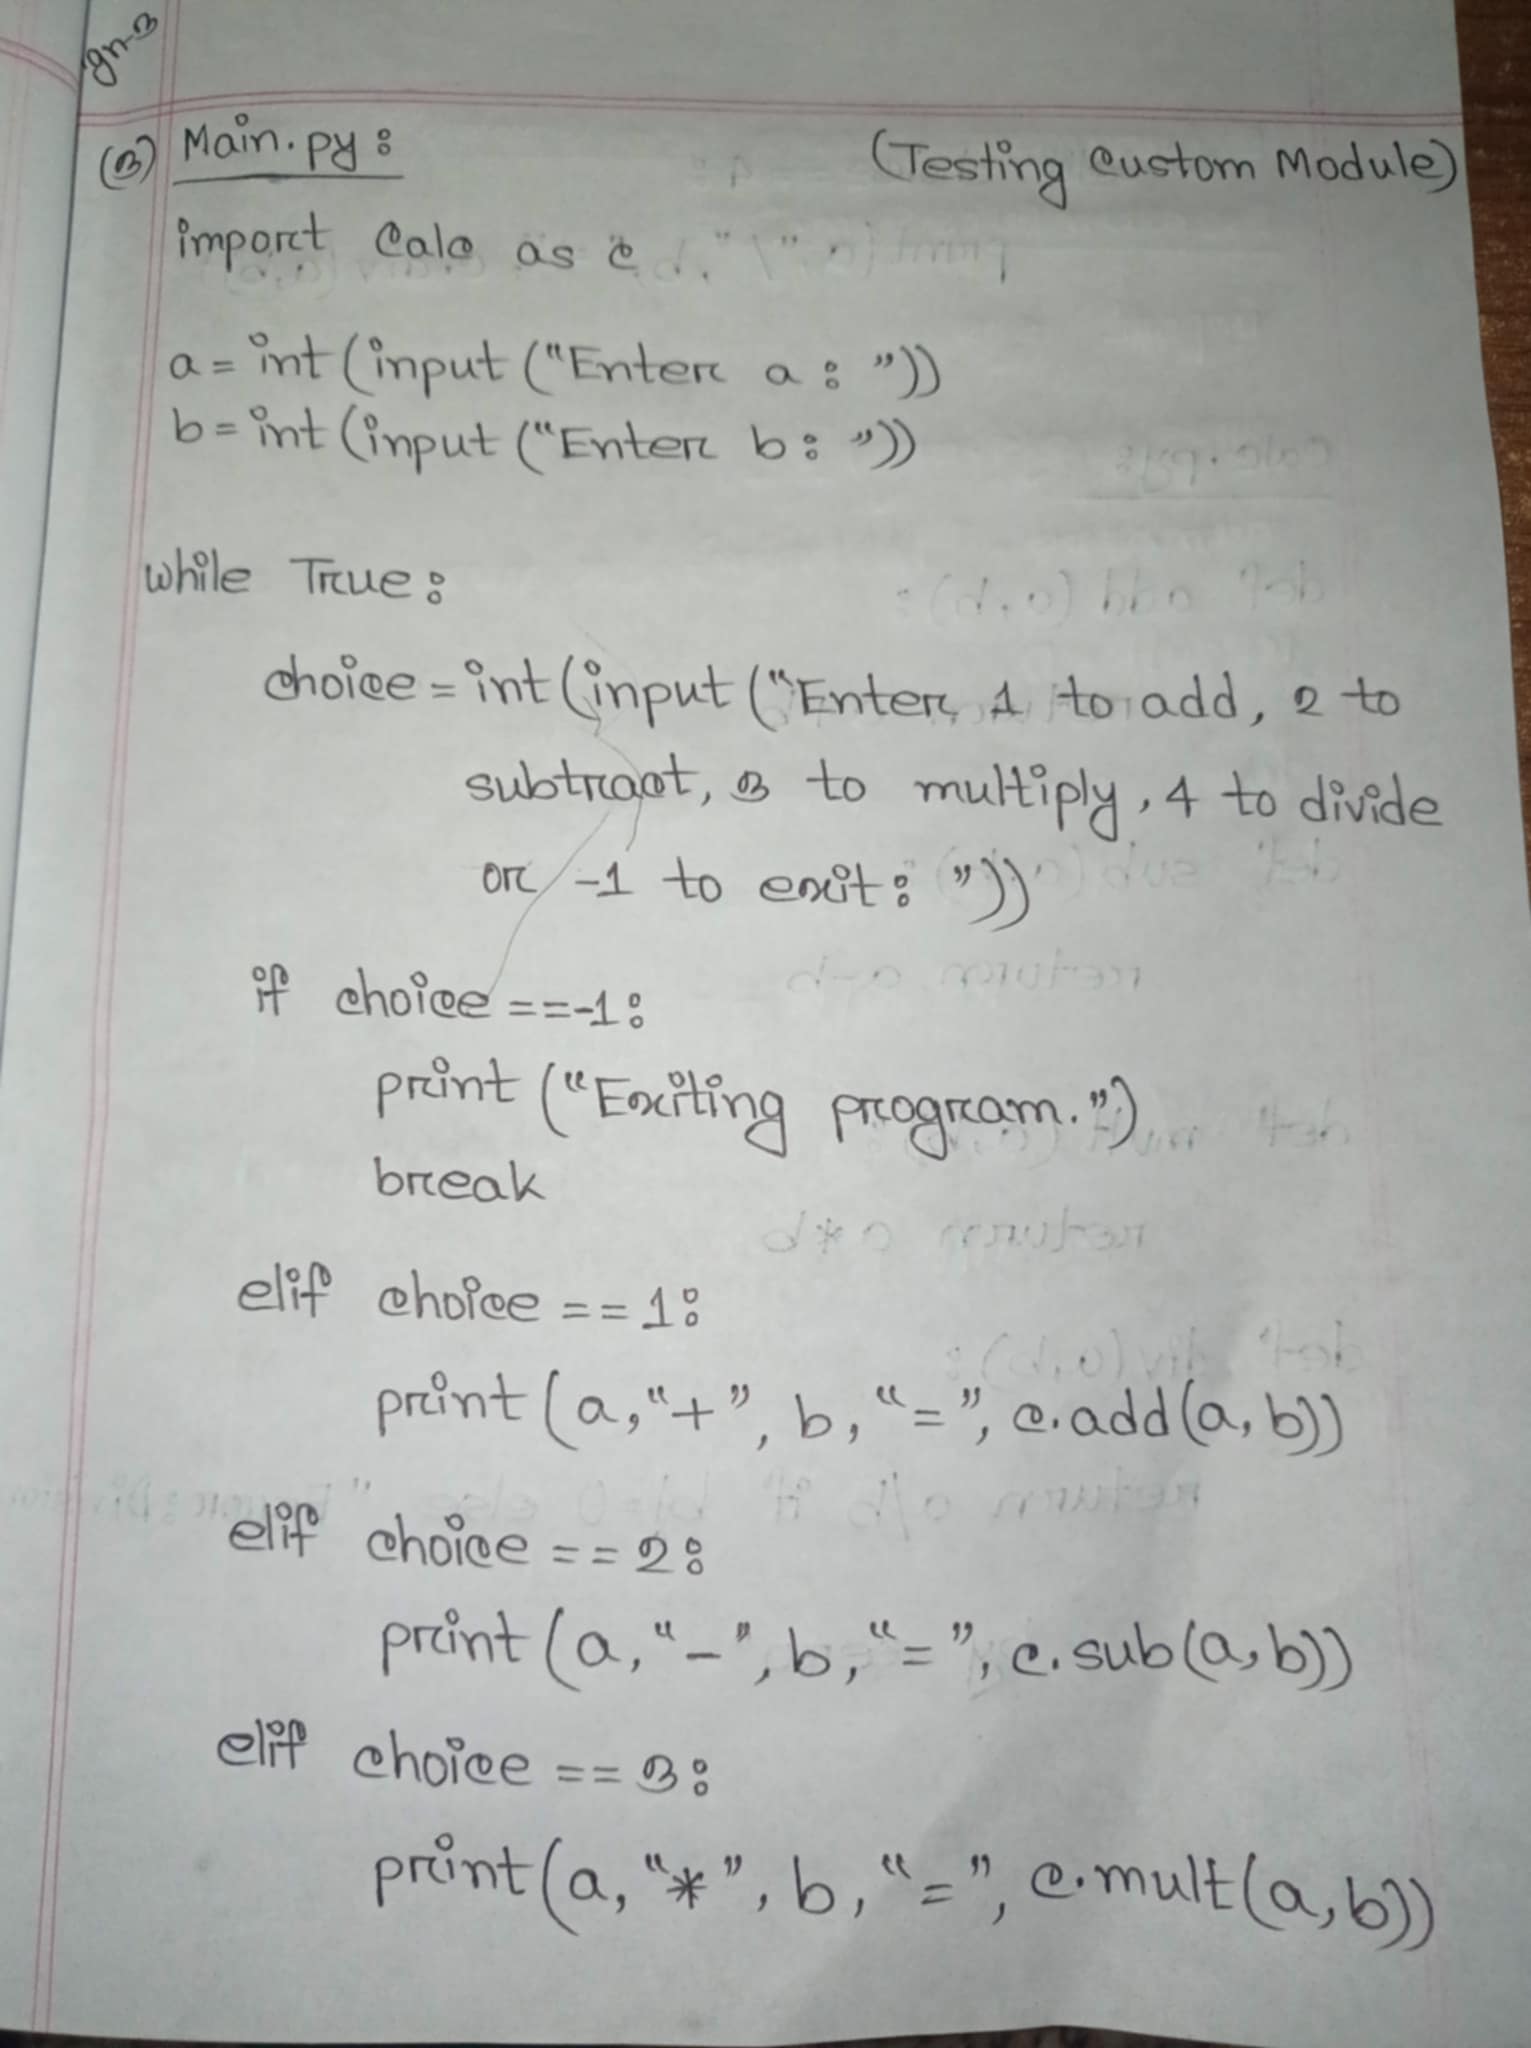 (3) Main.py: (Testing Custom Module)
import Calc as c
a = int(input("Enter a: "))
b = int(input("Enter b: "))
while True:
choice = int(input("Enter 1 to add, 2 to
subtract, 3 to multiply, 4 to divide
or -1 to exit: "))
if choice ==-1:
print("Exiting program.")
break
elif choice == 1:
print(a,"+", b, "=", c.add(a, b))
elif choice == 2:
print(a, "-", b, "=", c.sub(a, b))
elif choice == 3:
print(a, "*", b, "=", c.mult(a, b))